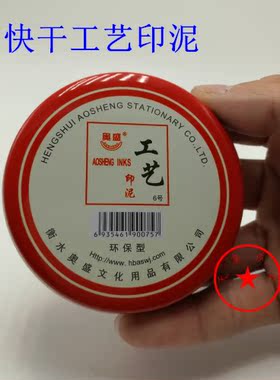 快干工艺印泥
HENGSHUI AOSHENG STATIONARY CO.,LTD.
奥盛
AOSHENG INKS
印泥
工艺
6号
6935461900757
环保型
Http://www.hbaswj.com
衡水奥盛文化用品有限公司